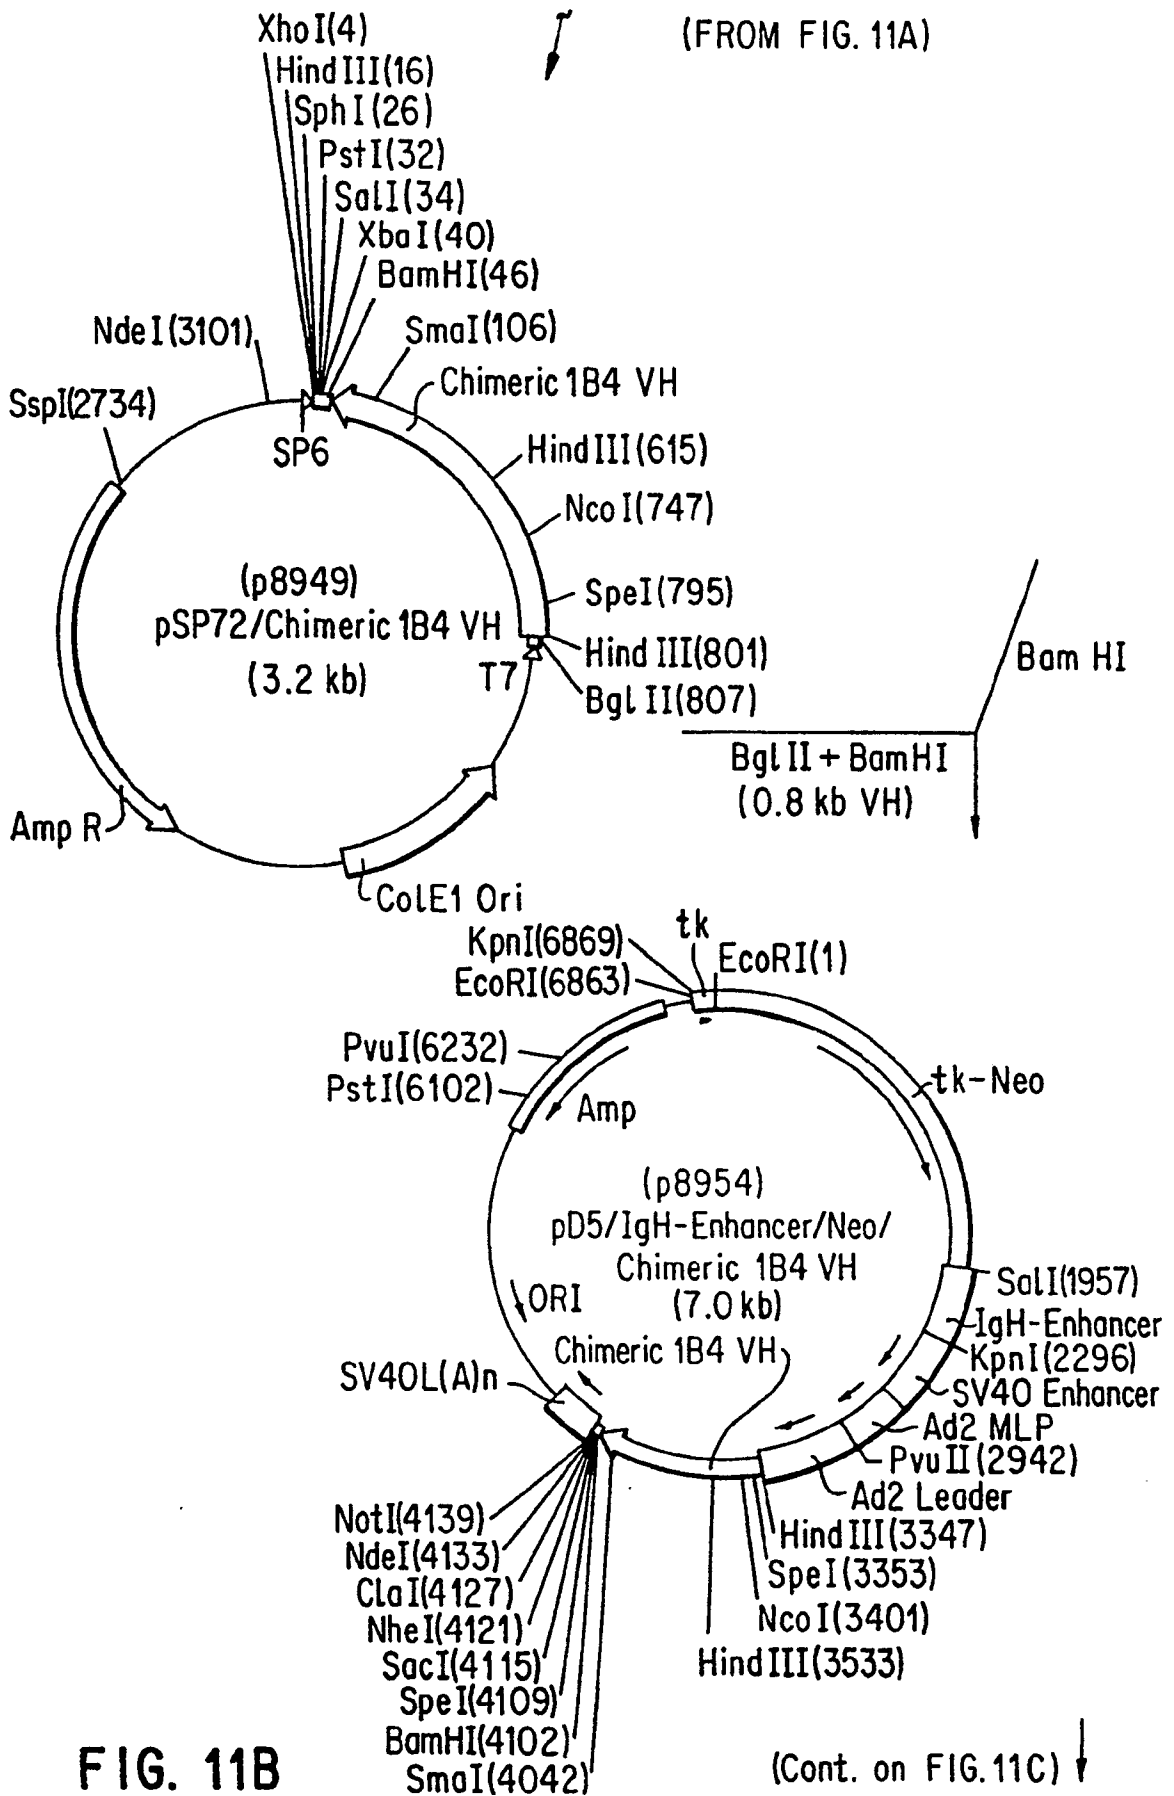 (FROM FIG. 11A)
XhoI(4)
HindIII(16)
SphI(26)
PstI(32)
SalI(34)
XbaI(40)
BamHI(46)
NdeI(3101)
SmaI(106)
Chimeric 1B4 VH
SspI(2734)
SP6
HindIII(615)
NcoI(747)
(p8949)
pSP72/Chimeric 1B4 VH
(3.2 kb)
SpeI(795)
Hind III(801)
T7
Bgl II(807)
Bam HI
Bgl II + BamHI
(0.8 kb VH)
Amp R
ColE1 Ori
KpnI(6869)
tk
EcoRI(6863)
EcoRI(1)
PvuI(6232)
PstI(6102)
Amp
tk-Neo
(p8954)
pD5/IgH-Enhancer/Neo/
Chimeric 1B4 VH
(7.0 kb)
SalI(1957)
ORI
IgH-Enhancer
Chimeric 1B4 VH
KpnI(2296)
SV40L(A)n
SV40 Enhancer
Ad2 MLP
PvuII(2942)
Ad2 Leader
NotI(4139)
HindIII(3347)
NdeI(4133)
SpeI(3353)
ClaI(4127)
NcoI(3401)
NheI(4121)
HindIII(3533)
SacI(4115)
SpeI(4109)
BamHI(4102)
SmaI(4042)
FIG. 11B
(Cont. on FIG.11C)